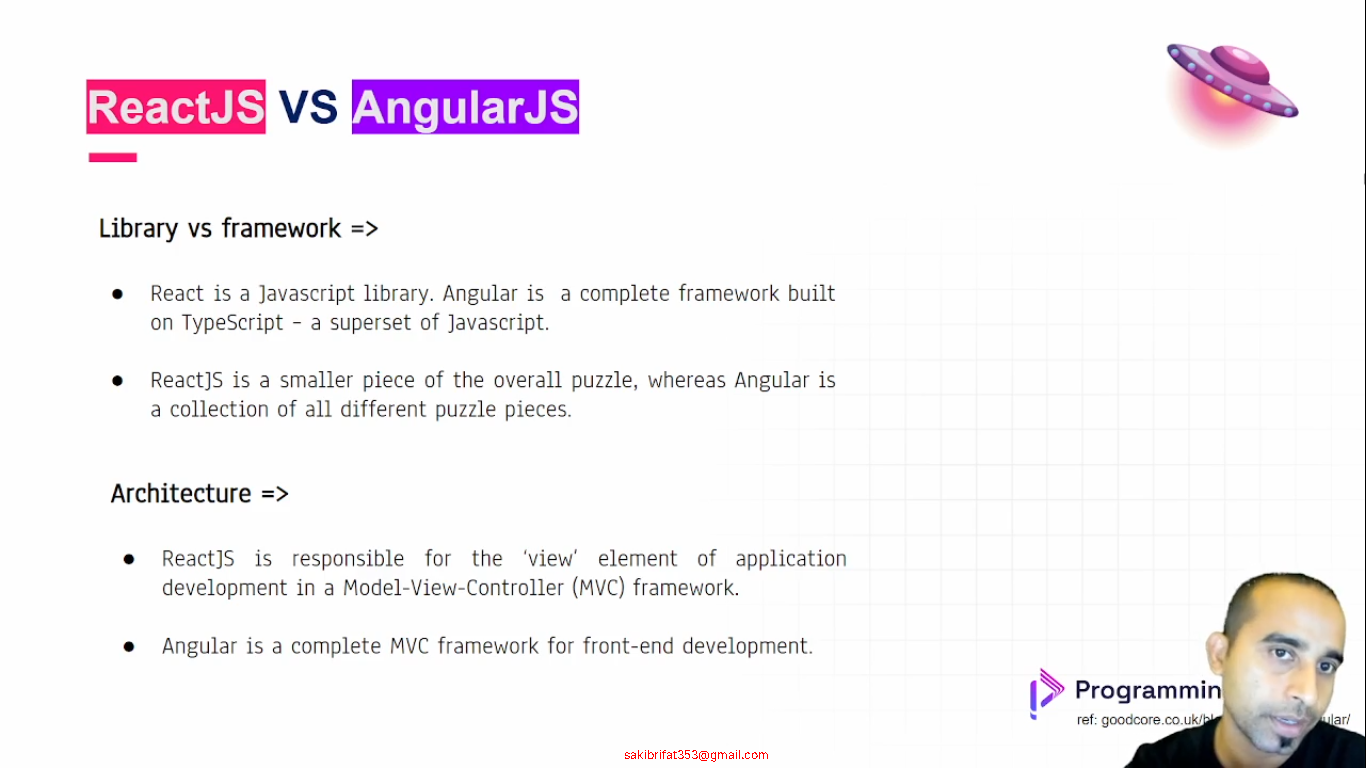 ReactJS VS AngularJS
Library vs framework =>
● React is a Javascript library. Angular is a complete framework built
on TypeScript – a superset of Javascript.
● ReactJS is a smaller piece of the overall puzzle, whereas Angular is
a collection of all different puzzle pieces.
Architecture =>
● ReactJS is responsible for the ‘view’ element of application
development in a Model-View-Controller (MVC) framework.
● Angular is a complete MVC framework for front-end development.
Programmin
ref: goodcore.co.uk/bl ular/
sakibrifat353@gmail.com